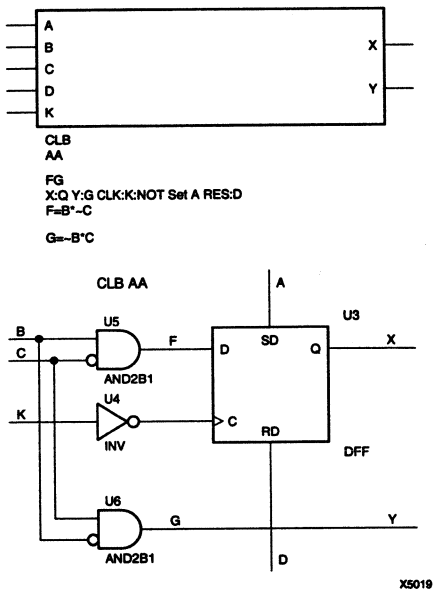 A
B
C
D
K
X
Y
CLB
AA
FG
X:Q Y:G CLK:K:NOT Set A RES:D
F=B*~C
G=~B*C
CLB AA
A
U3
B
C
U5
F
AND2B1
D
SD
Q
X
K
U4
INV
C
RD
DFF
U6
G
AND2B1
Y
D
X5019